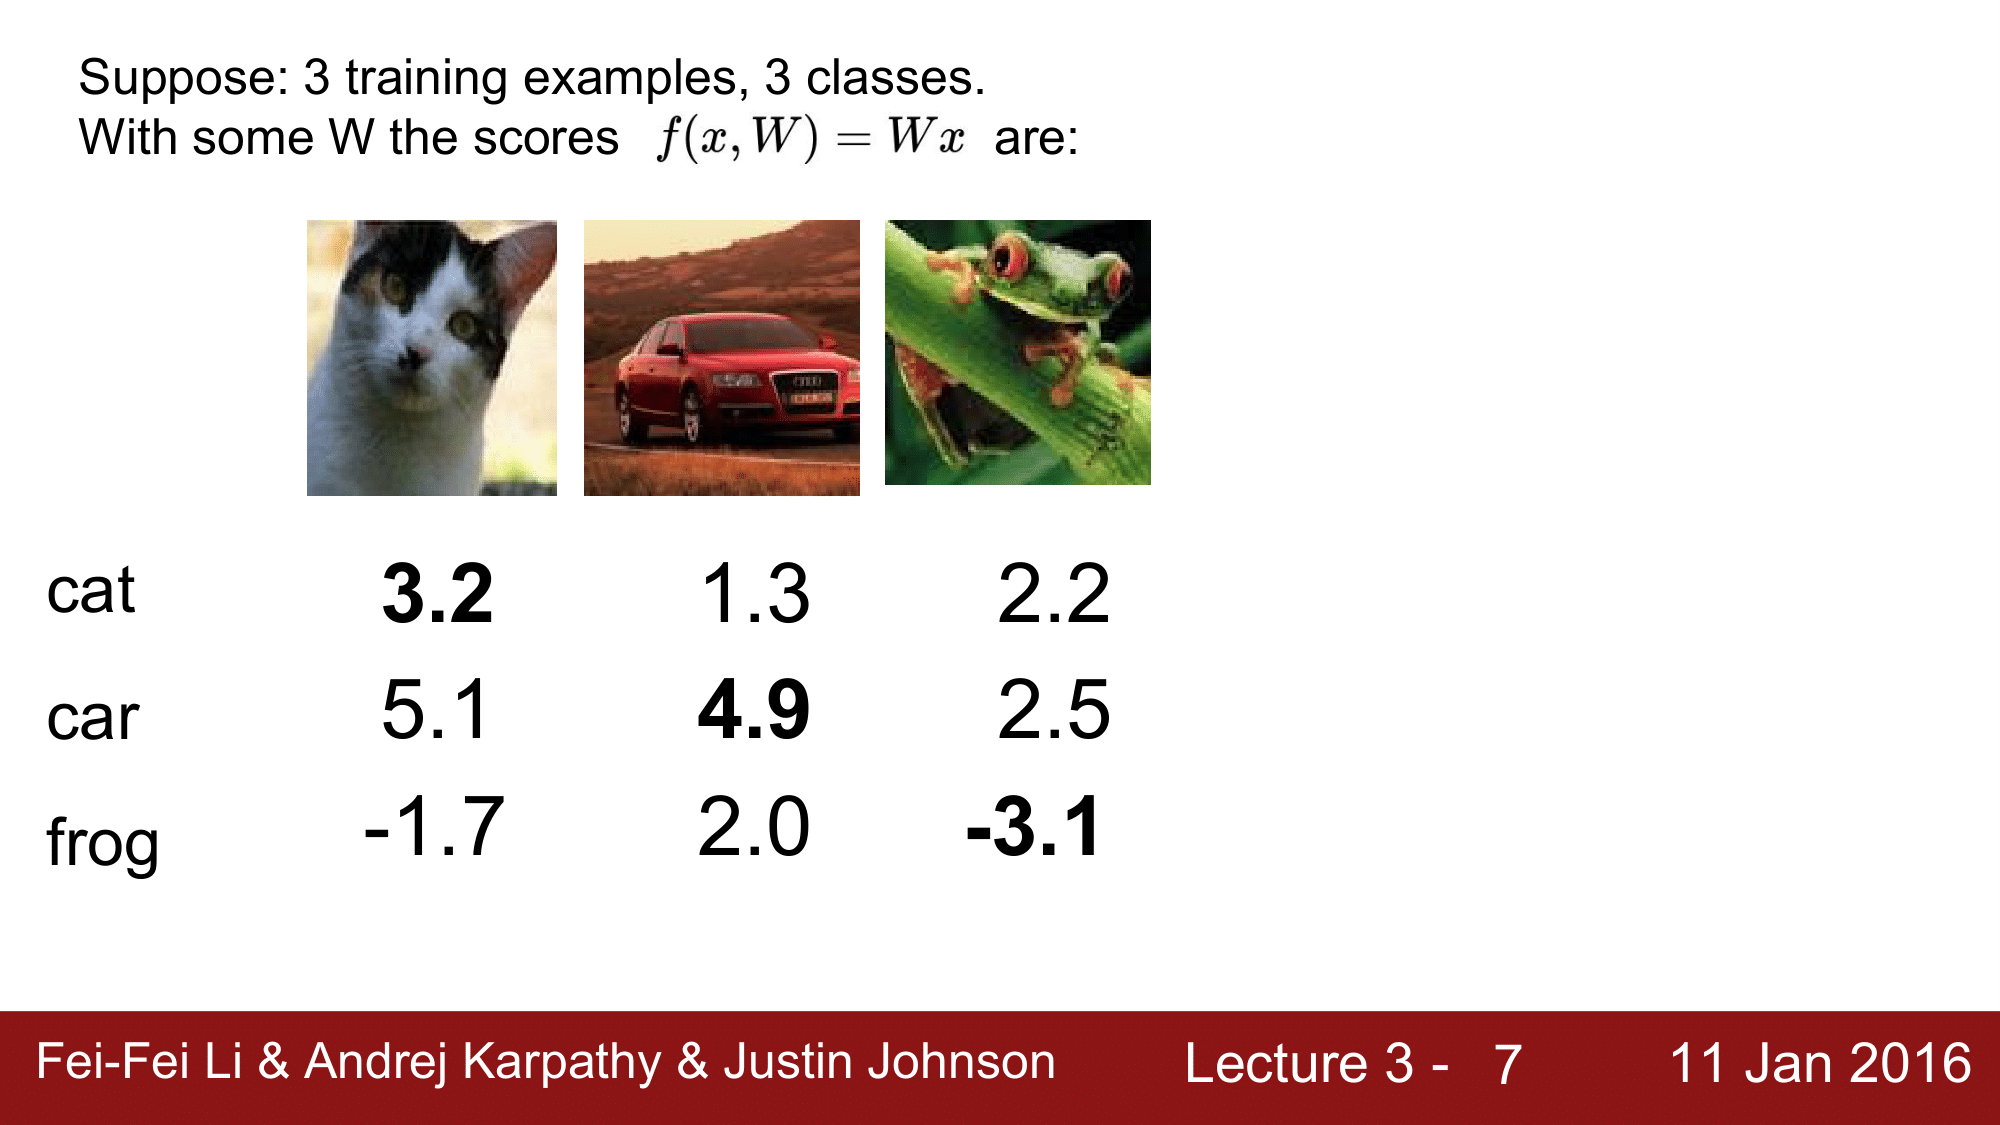 Suppose: 3 training examples, 3 classes.
With some W the scores f(x, W) = Wx are:
cat 3.2 1.3 2.2
car 5.1 4.9 2.5
frog -1.7 2.0 -3.1
Fei-Fei Li & Andrej Karpathy & Justin Johnson Lecture 3 - 7 11 Jan 2016